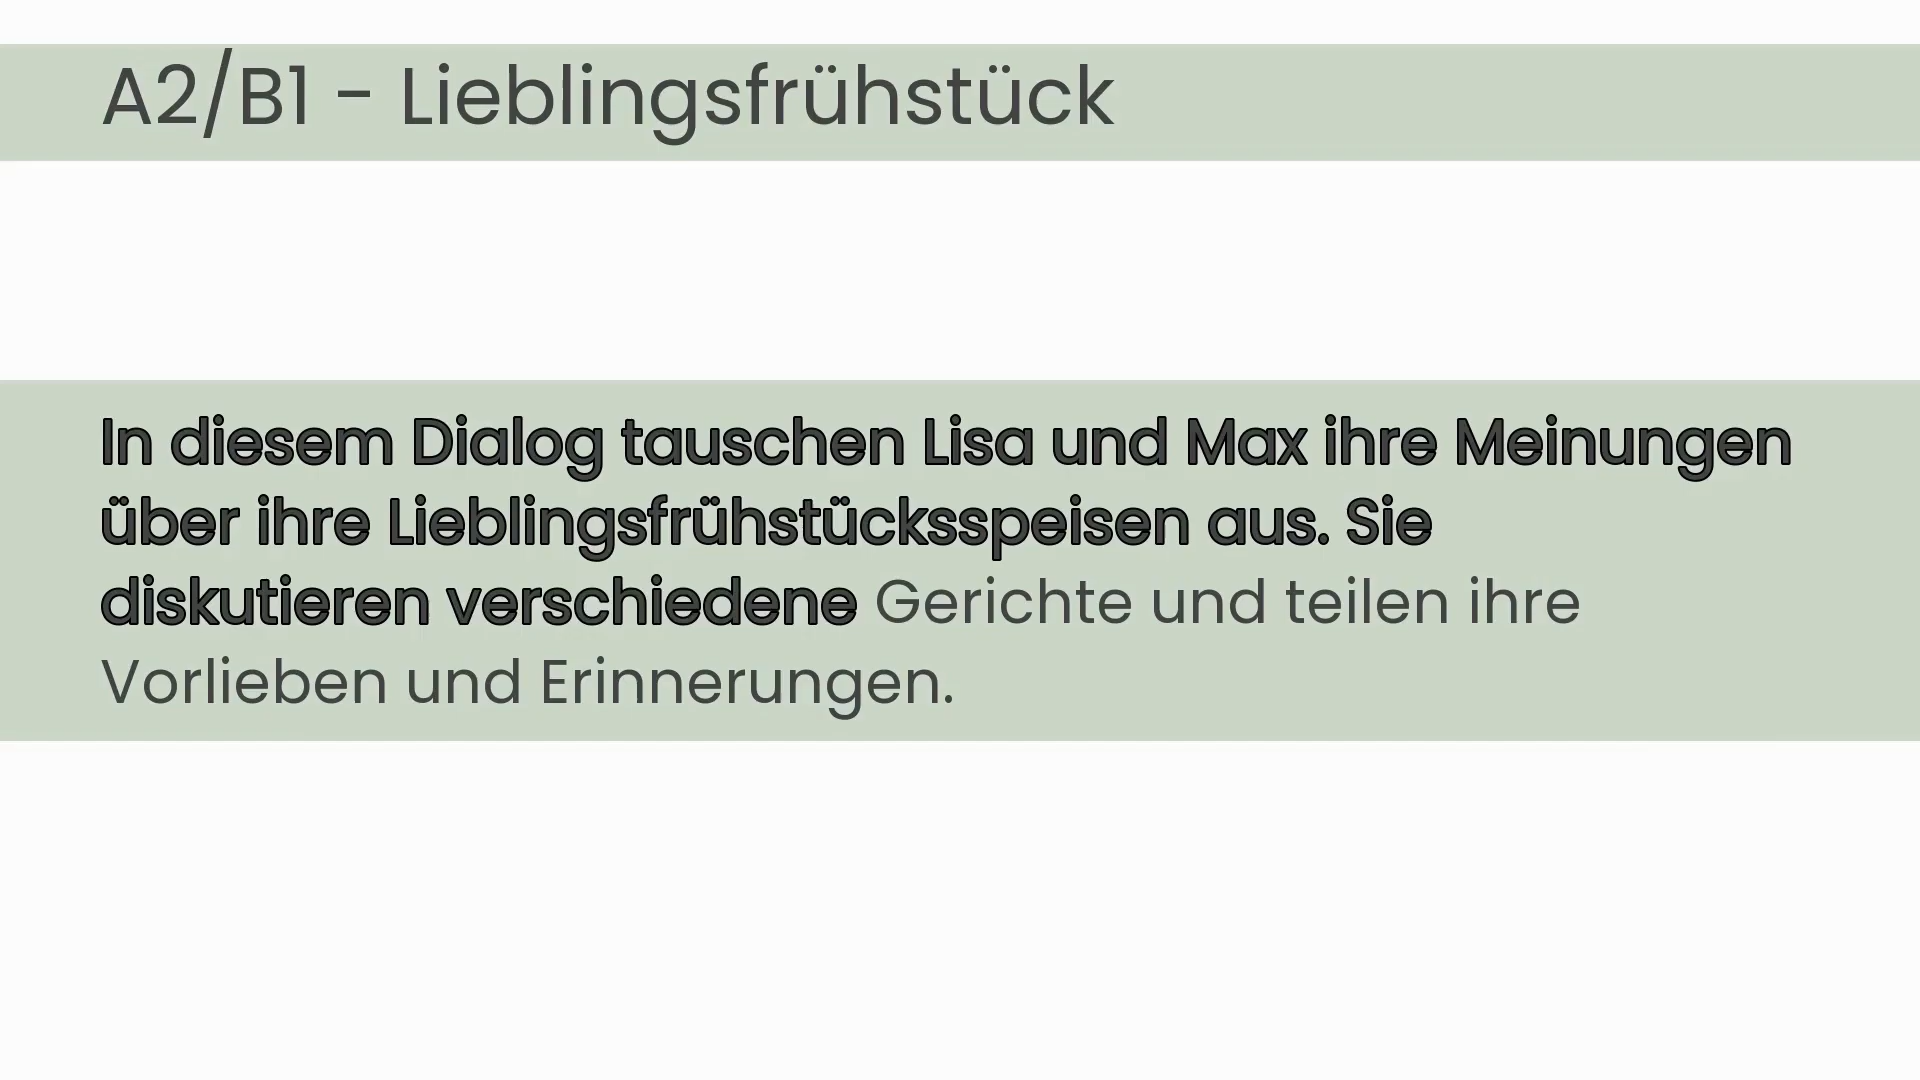 A2/B1 - Lieblingsfrühstück
In diesem Dialog tauschen Lisa und Max ihre Meinungen
über ihre Lieblingsfrühstücksspeisen aus. Sie
diskutieren verschiedene Gerichte und teilen ihre
Vorlieben und Erinnerungen.